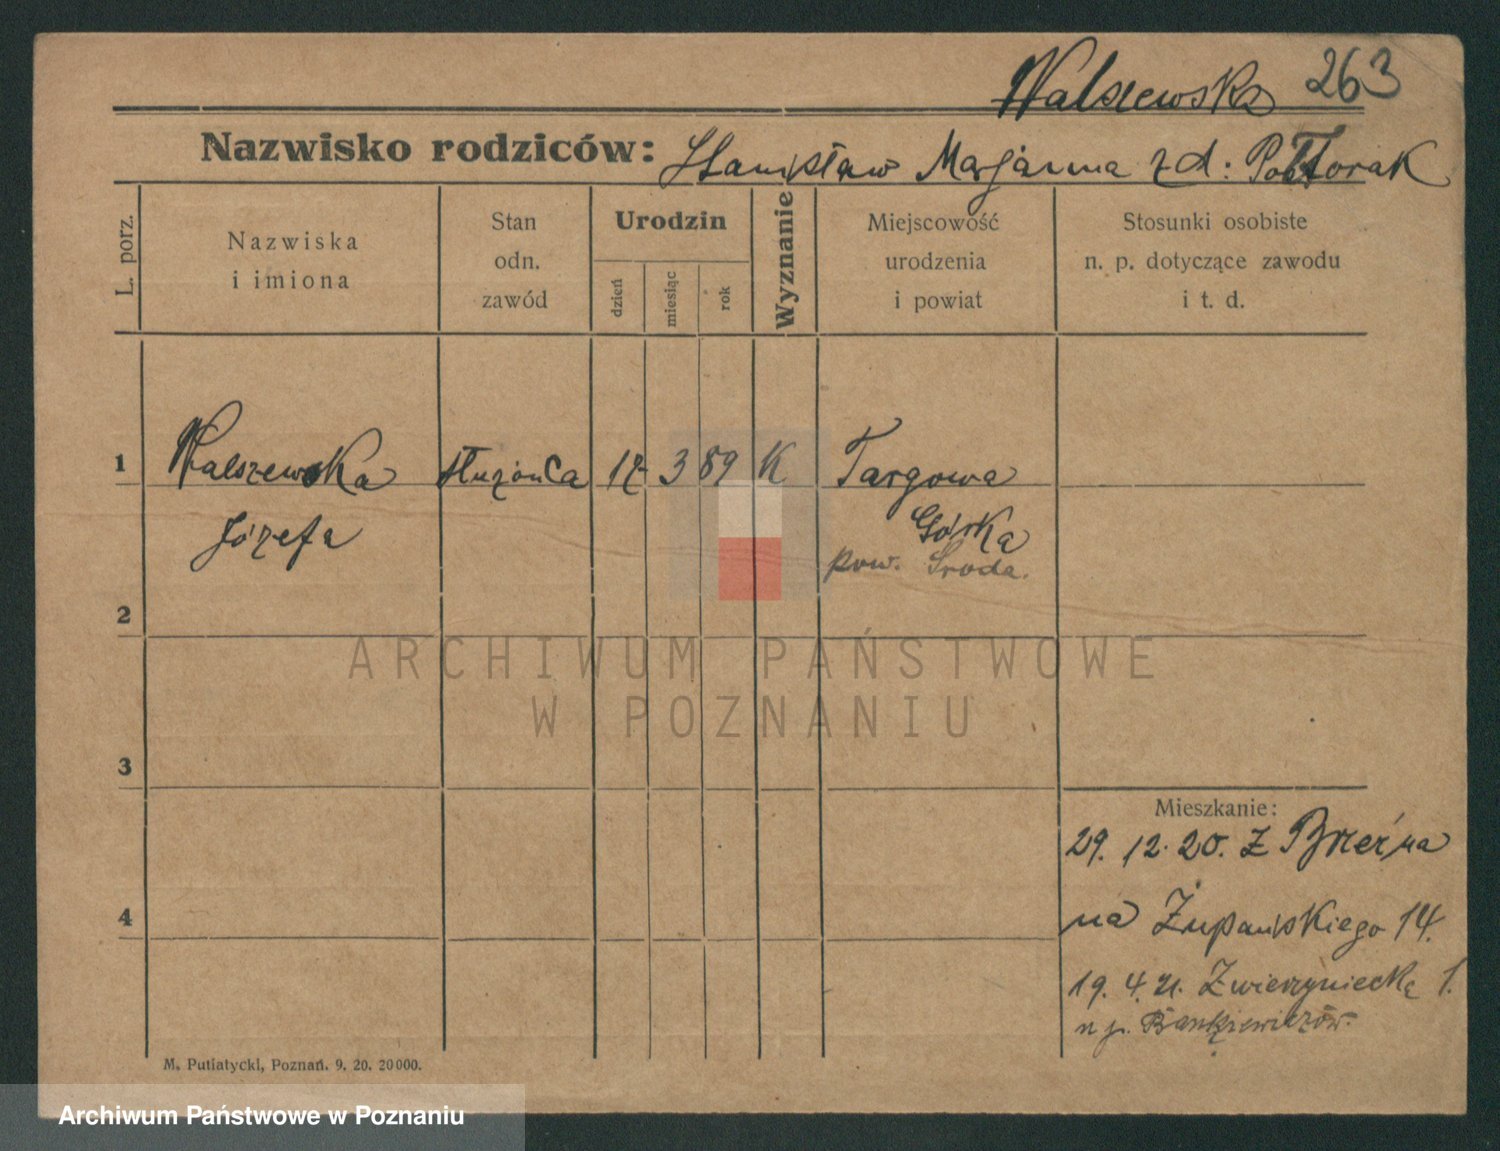 Walszewska 263
Nazwisko rodziców: Stanisław Marjanna z d: Połtorak
L. porz.
Nazwiska
i imiona
Stan
odn.
zawód
Urodzin
dzień
miesiąc
rok
Wyznanie
Miejscowość
urodzenia
i powiat
Stosunki osobiste
n. p. dotyczące zawodu
i t. d.
1 Walszewska służąca 12 3 89 K Targowa
Józefa Górka
pow. Środa.
2
ARCHIWUM PAŃSTWOWE
W POZNANIU
3
Mieszkanie:
29. 12. 20. z
na Żupańskiego 14.
4
19. 4. 21. Zwierzyniecka 1.
M. Putiatycki, Poznań. 9. 20. 20000.
Archiwum Państwowe w Poznaniu